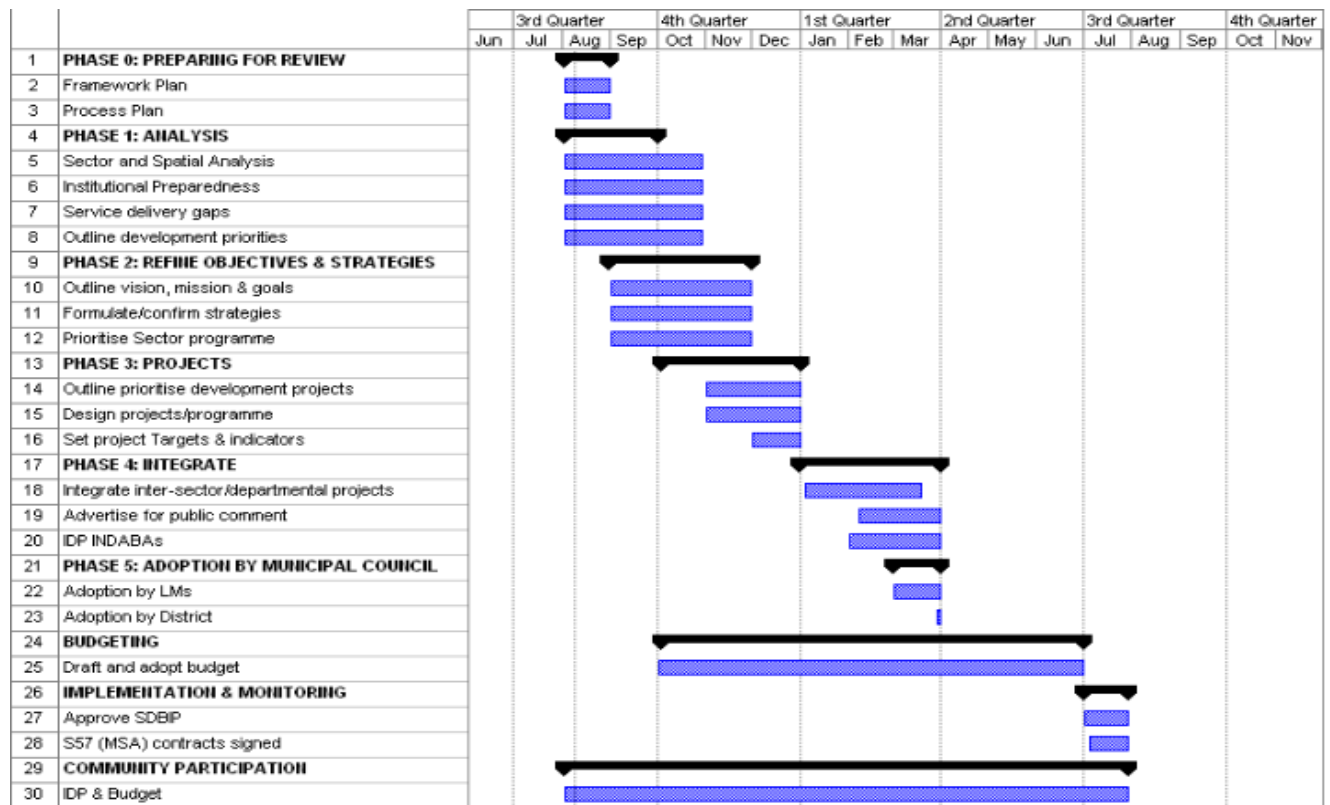 3rd Quarter 4th Quarter 1st Quarter 2nd Quarter 3rd Quarter 4th Quarter
Jun Jul Aug Sep Oct Nov Dec Jan Feb Mar Apr May Jun Jul Aug Sep Oct Nov
1 PHASE 0: PREPARING FOR REVIEW
2 Framework Plan
3 Process Plan
4 PHASE 1: ANALYSIS
5 Sector and Spatial Analysis
6 Institutional Preparedness
7 Service delivery gaps
8 Outline development priorities
9 PHASE 2: REFINE OBJECTIVES & STRATEGIES
10 Outline vision, mission & goals
11 Formulate/confirm strategies
12 Prioritise Sector programme
13 PHASE 3: PROJECTS
14 Outline prioritise development projects
15 Design projects/programme
16 Set project Targets & indicators
17 PHASE 4: INTEGRATE
18 Integrate inter-sector/departmental projects
19 Advertise for public comment
20 IDP INDABAs
21 PHASE 5: ADOPTION BY MUNICIPAL COUNCIL
22 Adoption by LMs
23 Adoption by District
24 BUDGETING
25 Draft and adopt budget
26 IMPLEMENTATION & MONITORING
27 Approve SDBIP
28 S57 (MSA) contracts signed
29 COMMUNITY PARTICIPATION
30 IDP & Budget